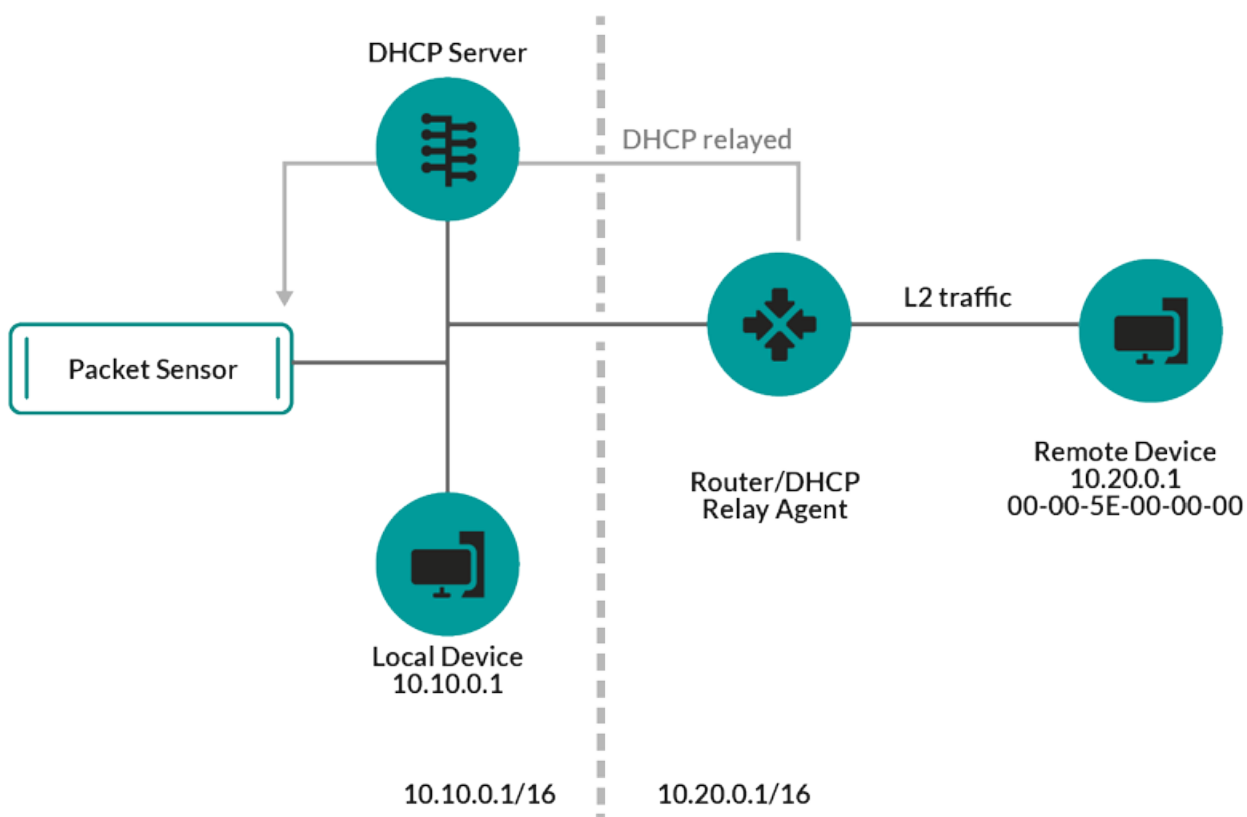 DHCP Server
DHCP relayed
L2 traffic
Packet Sensor
Router/DHCP
Relay Agent
Remote Device
10.20.0.1
00-00-5E-00-00-00
Local Device
10.10.0.1
10.10.0.1/16
10.20.0.1/16